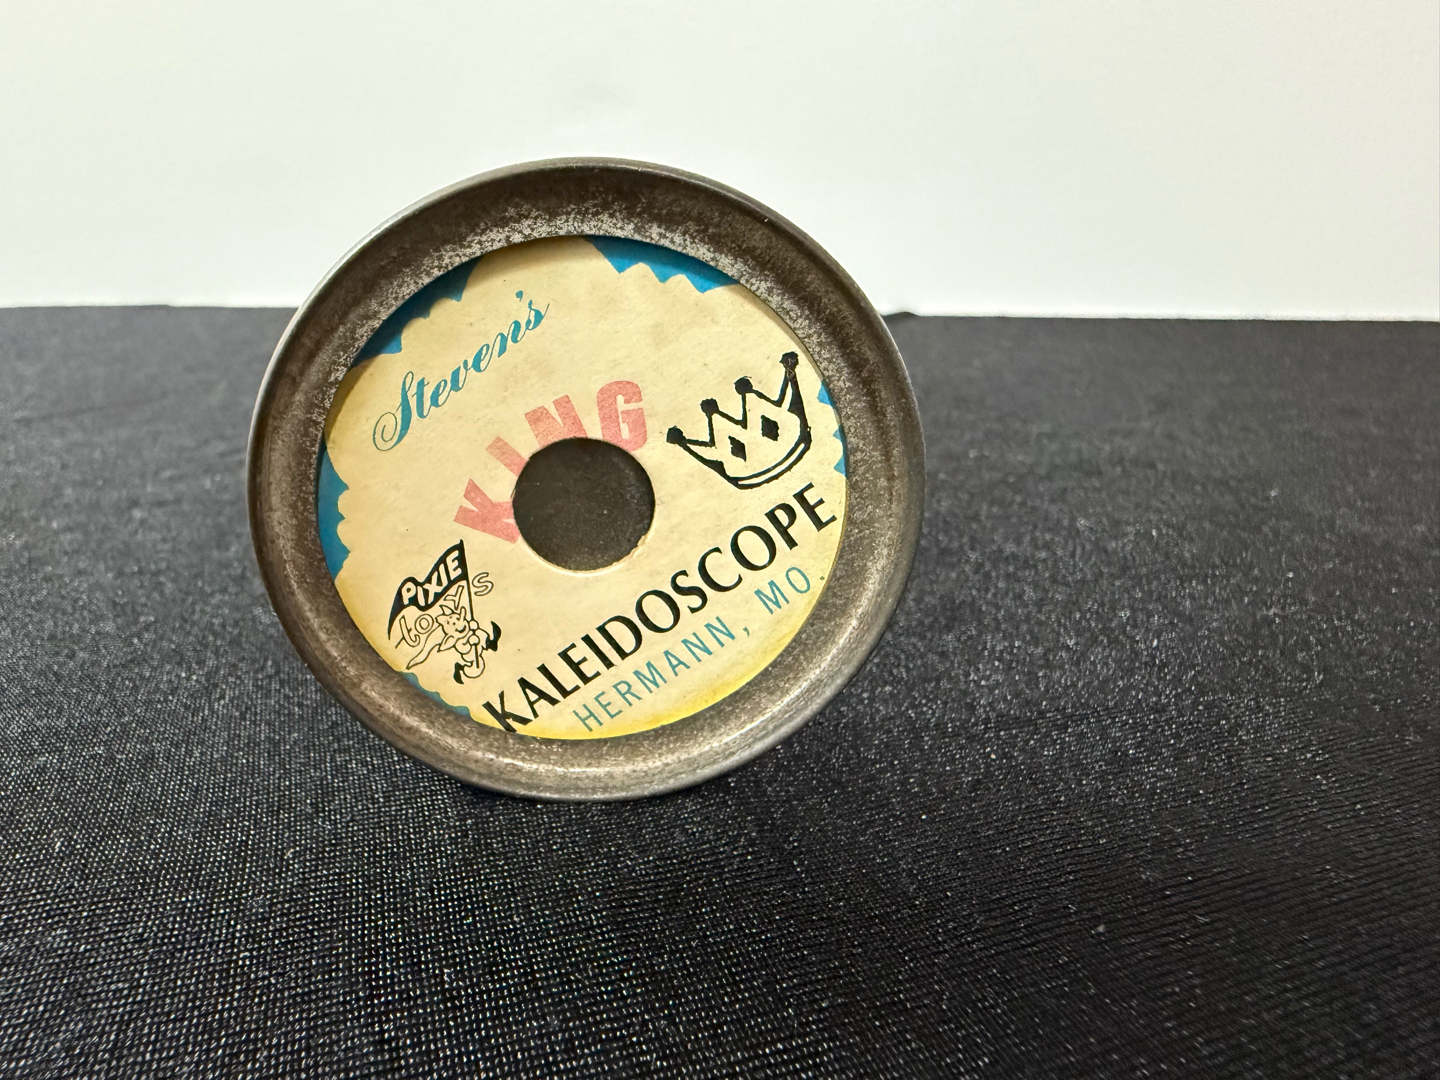 Steven's
KING
KALEIDOSCOPE
HERMANN, MO.
PIXIE
toys